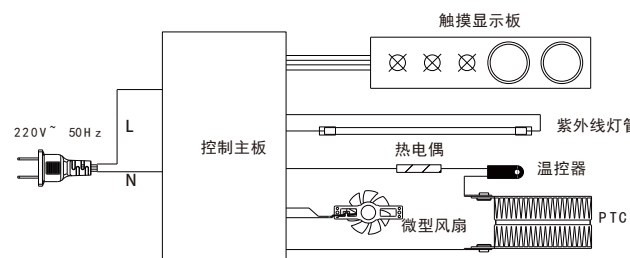 触摸显示板
紫外线灯管
220V~ 50Hz
L
控制主板
热电偶
温控器
N
微型风扇
PTC